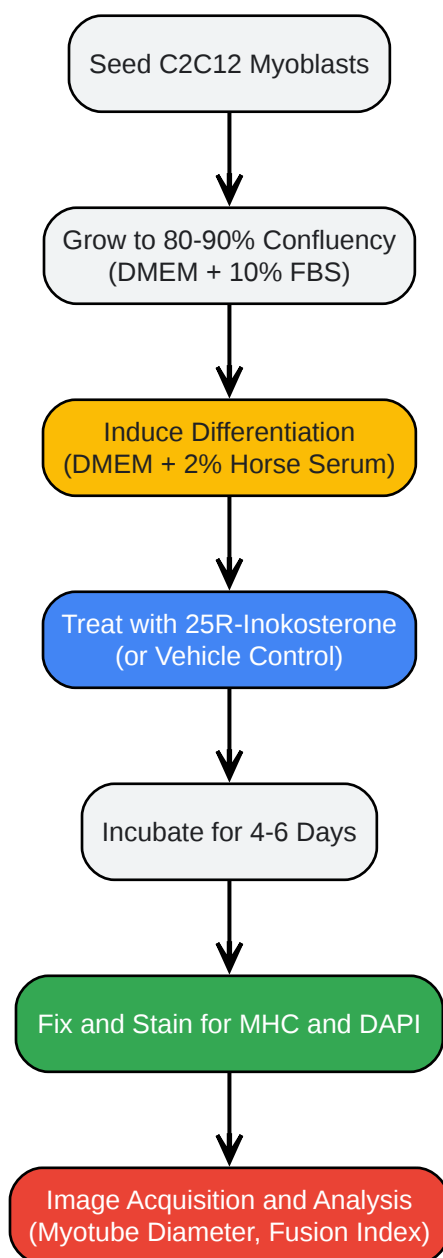 Seed C2C12 Myoblasts
Grow to 80-90% Confluency
(DMEM + 10% FBS)
Induce Differentiation
(DMEM + 2% Horse Serum)
Treat with 25R-Inokosterone
(or Vehicle Control)
Incubate for 4-6 Days
Fix and Stain for MHC and DAPI
Image Acquisition and Analysis
(Myotube Diameter, Fusion Index)